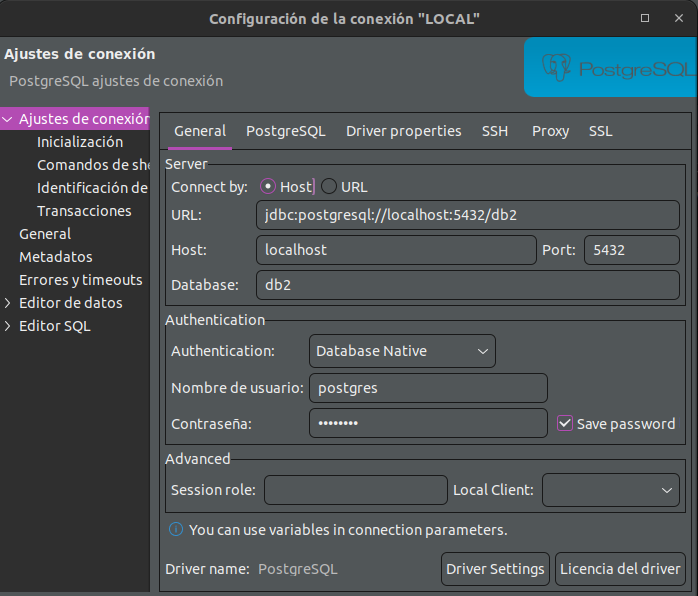 Configuración de la conexión "LOCAL"
Ajustes de conexión
PostgreSQL ajustes de conexión
PostgreSQL
Ajustes de conexión
Inicialización
Comandos de she
Identificación de
Transacciones
General
Metadatos
Errores y timeouts
Editor de datos
Editor SQL
General PostgreSQL Driver properties SSH Proxy SSL
Server
Connect by: Host URL
URL: jdbc:postgresql://localhost:5432/db2
Host: localhost Port: 5432
Database: db2
Authentication
Authentication: Database Native
Nombre de usuario: postgres
Contraseña: ••••••••  Save password
Advanced
Session role: Local Client:
You can use variables in connection parameters.
Driver name: PostgreSQL Driver Settings Licencia del driver